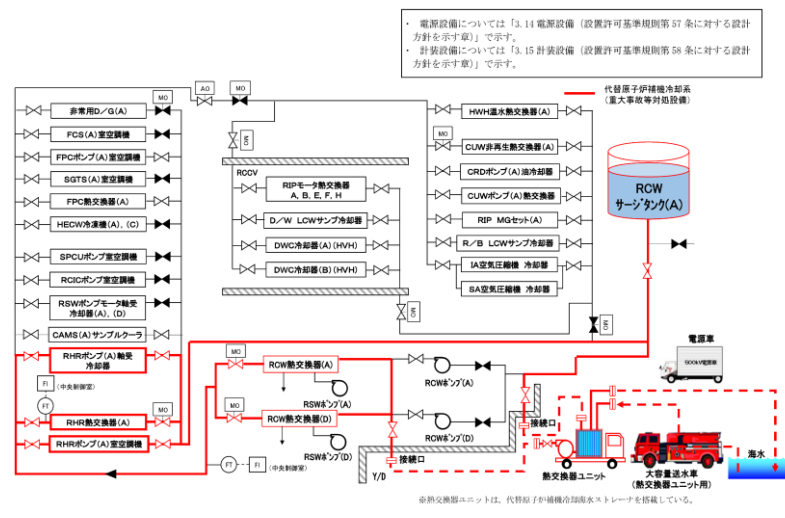 ・ 電源設備については「3.14 電源設備（設置許可基準規則第 57 条に対する設計
方針を示す章）」で示す。
・ 計装設備については「3.15 計装設備（設置許可基準規則第 58 条に対する設計
方針を示す章）」で示す。
代替原子炉補機冷却系
（重大事故等対処設備）
AO
MO
MO
非常用D／G(A)
FCS(A)室空調機
FPCポンプ(A)室空調機
SGTS(A)室空調機
FPC熱交換器(A)
HECW冷凍機(A)，(C)
SPCUポンプ室空調機
RCICポンプ室空調機
RSWポンプモータ軸受
冷却器(A)，(D)
CAMS(A)サンプルクーラ
RHRポンプ(A)軸受
冷却器
FI
(中央制御室)
FT
RHR熱交換器(A)
MO
RHRポンプ(A)室空調機
MO
RCCV
RIPモータ熱交換器
A, B, E, F, H
D／W LCWサンプ冷却器
DWC冷却器(A)(HVH)
DWC冷却器(B)(HVH)
MO
HWH温水熱交換器(A)
MO
CUW非再生熱交換器(A)
CRDポンプ(A)油冷却器
CUWポンプ(A)熱交換器
RIP MGセット(A)
R／B LCWサンプ冷却器
IA空気圧縮機 冷却器
SA空気圧縮機 冷却器
MO
RCW
サージタンク(A)
MO
RCW熱交換器(A)
RSWポンプ(A)
RCWポンプ(A)
MO
RCW熱交換器(D)
RSWポンプ(D)
RCWポンプ(D)
FT
FI
(中央制御室)
Y/D
接続口
接続口
電源車
500kVA電源車
熱交換器ユニット
大容量送水車
(熱交換器ユニット用)
海水
※熱交換器ユニットは，代替原子炉補機冷却海水ストレーナを搭載している。